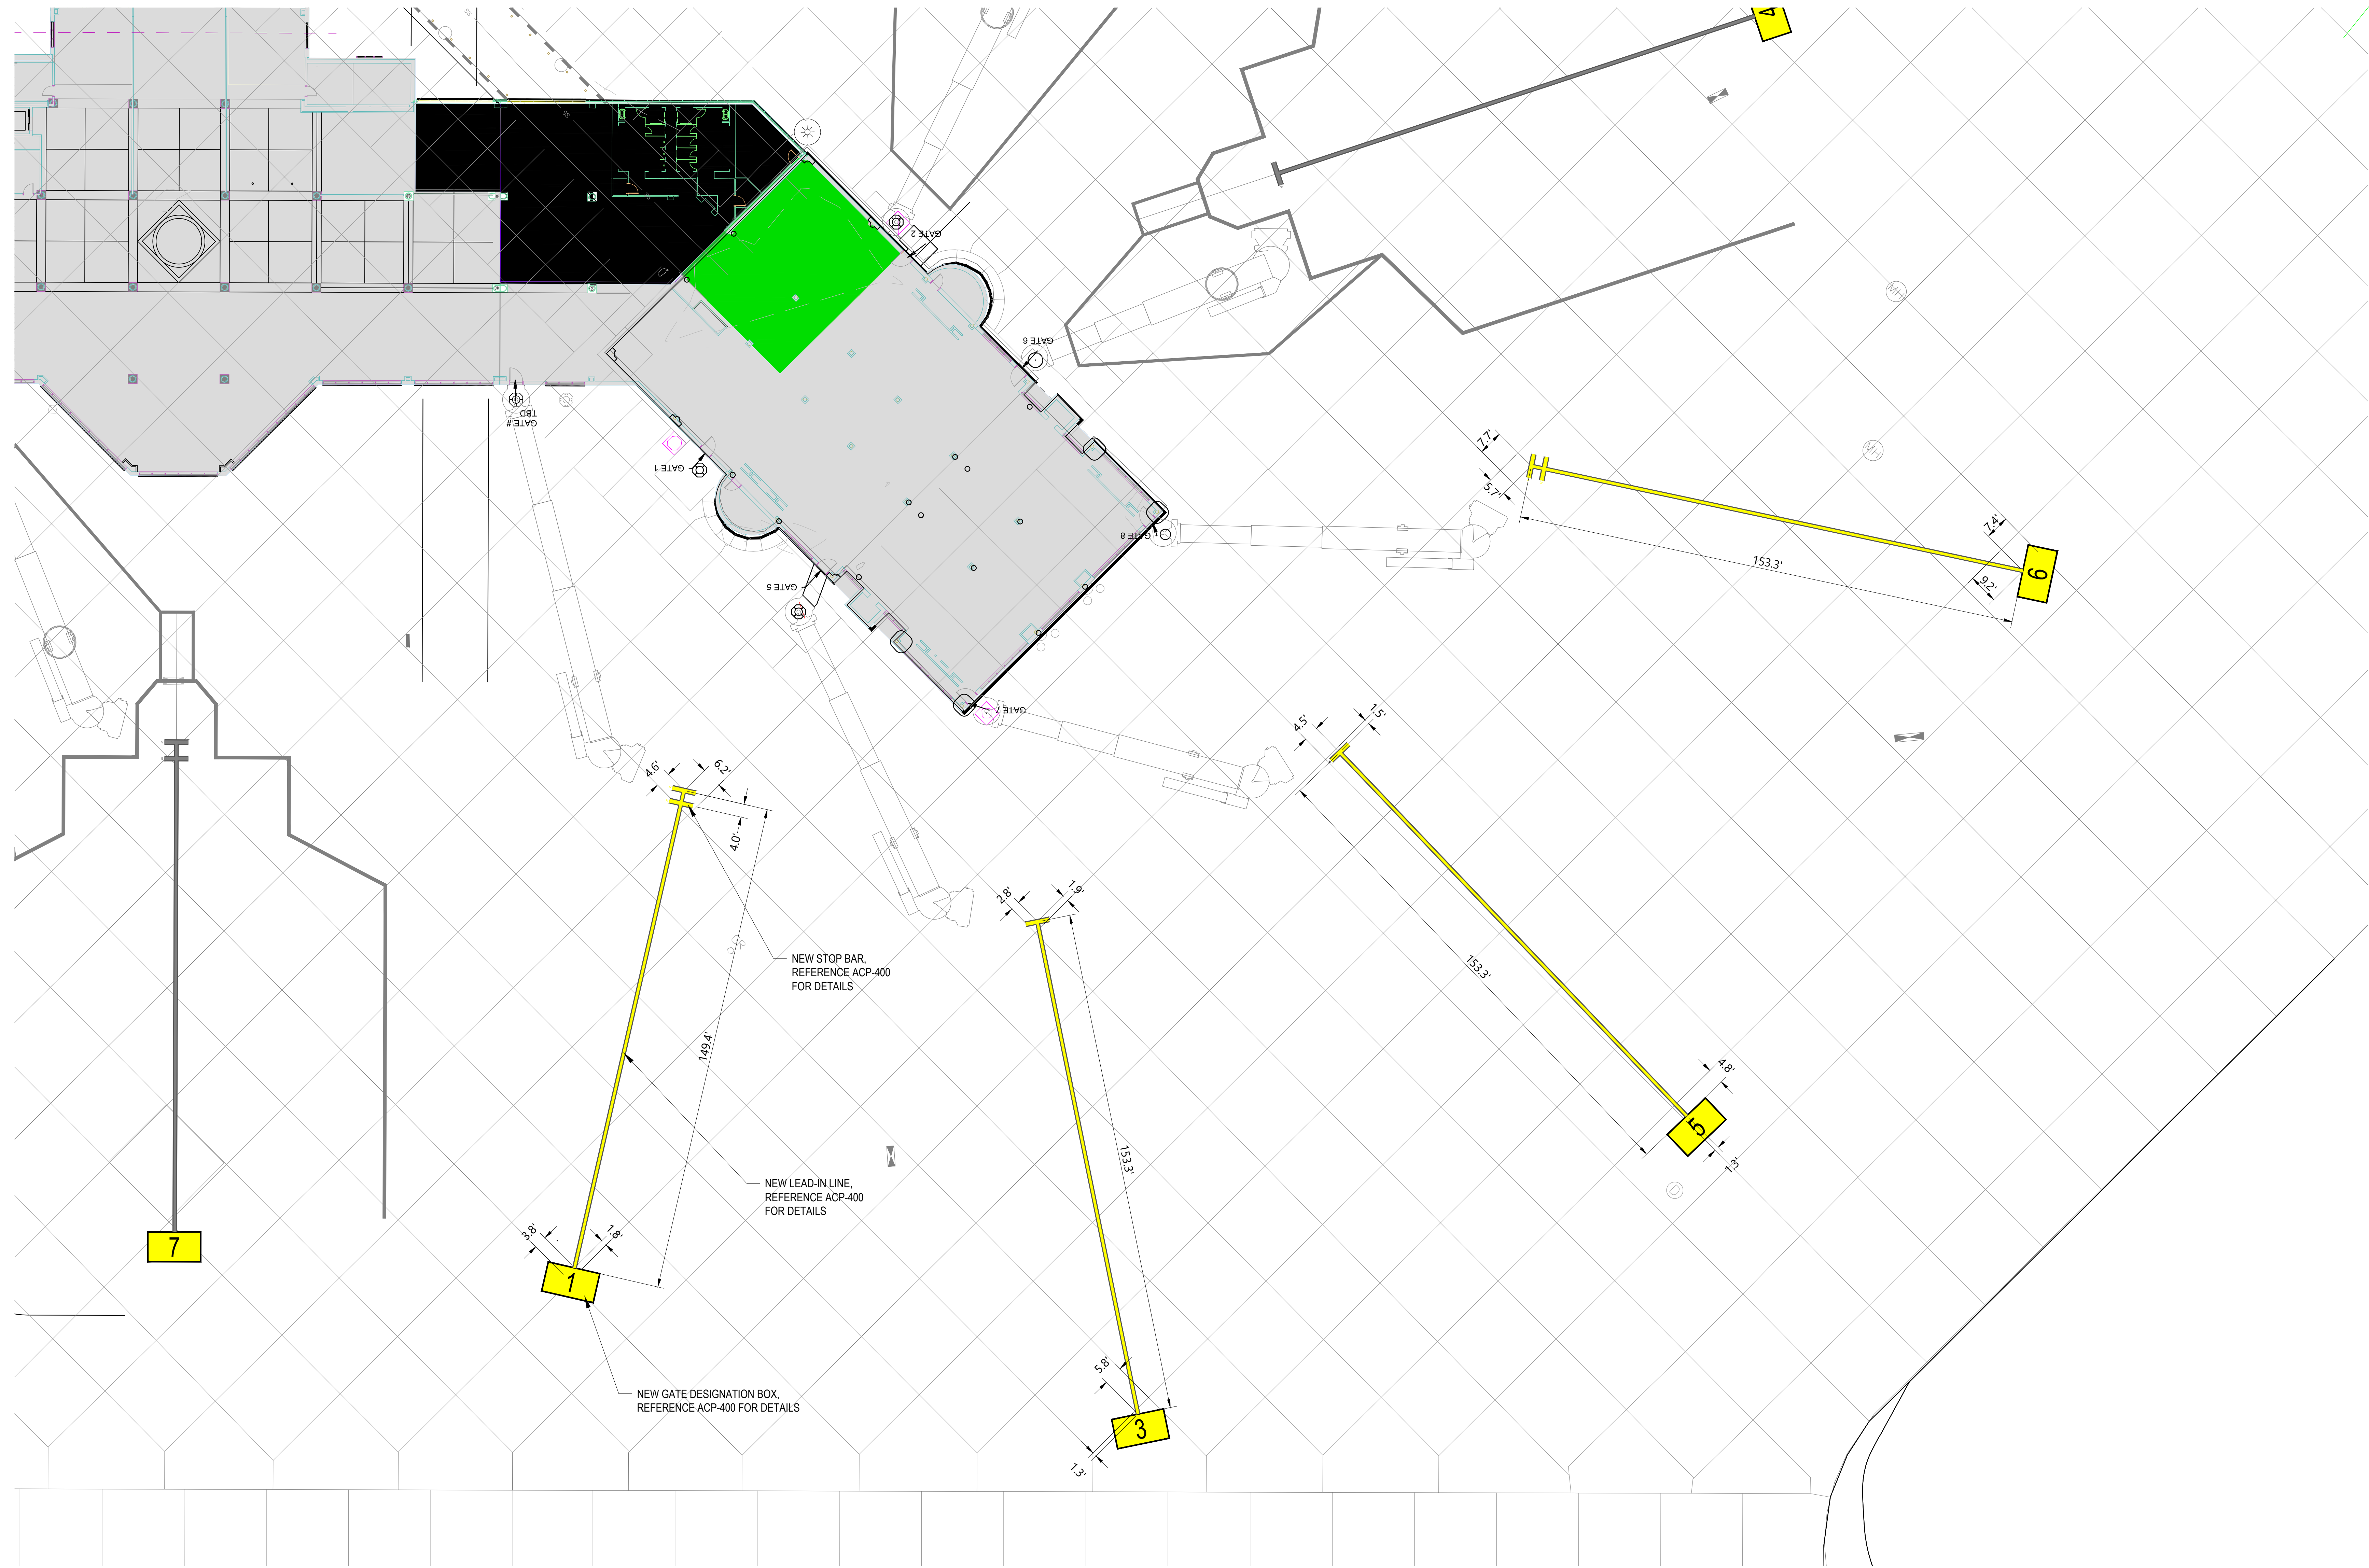 4
GATE 2
GATE 6
MH
GATE #
TBD
GATE 1
MH
7.7'
5.7'
GATE 8
7.4'
153.3'
6
9.2'
GATE 5
GATE 7
4.5'
1.5'
4.6'
6.2'
4.0'
2.8'
1.9'
NEW STOP BAR,
REFERENCE ACP-400
FOR DETAILS
153.3'
149.4'
4.8'
5
1.3'
153.3'
NEW LEAD-IN LINE,
REFERENCE ACP-400
FOR DETAILS
D
3.8'
1.8'
7
1
5.8'
NEW GATE DESIGNATION BOX,
REFERENCE ACP-400 FOR DETAILS
3
1.3'